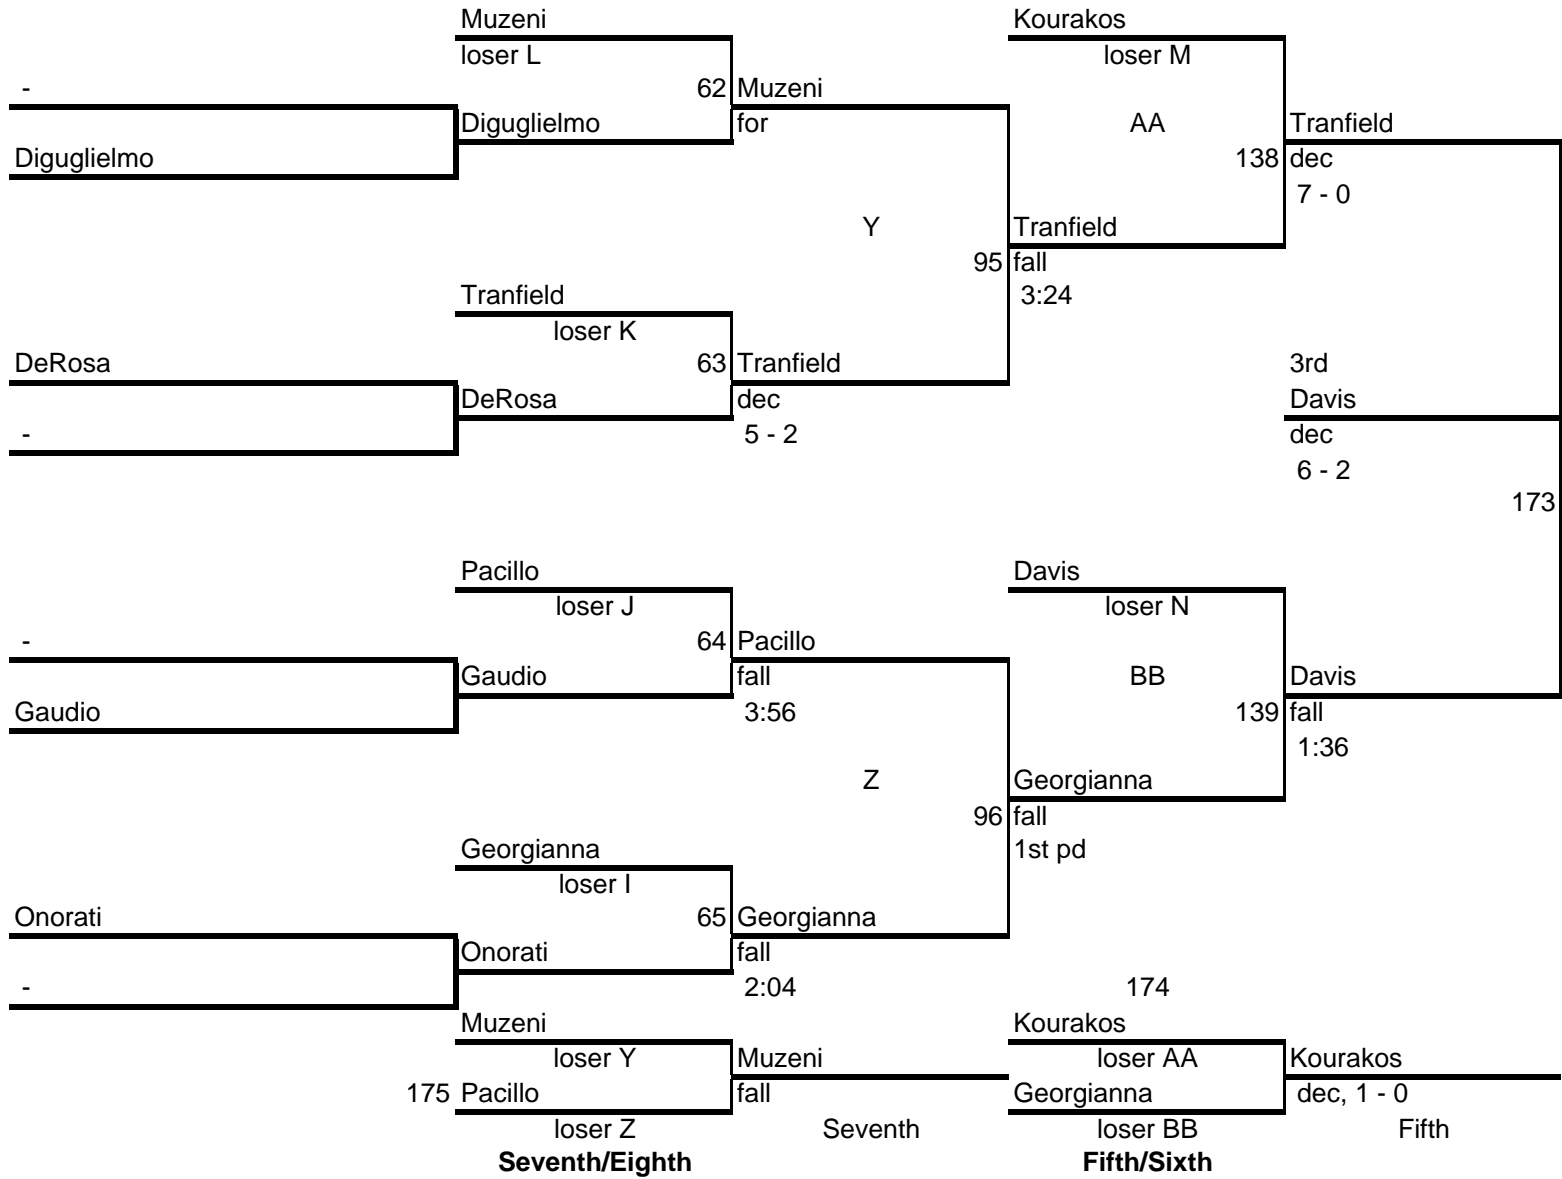 Muzeni Kourakos
loser L loser M
- 62 Muzeni
Diguglielmo for AA Tranfield
Diguglielmo 138 dec
7 - 0
Y Tranfield
95 fall
Tranfield 3:24
loser K
DeRosa 63 Tranfield 3rd
DeRosa dec Davis
- 5 - 2 dec
6 - 2
173
Pacillo Davis
loser J loser N
- 64 Pacillo
Gaudio fall BB Davis
Gaudio 3:56 139 fall
1:36
Z Georgianna
96 fall
Georgianna 1st pd
loser I
Onorati 65 Georgianna
Onorati fall
- 2:04 174
Muzeni Kourakos
loser Y Muzeni loser AA Kourakos
175 Pacillo fall Georgianna dec, 1 - 0
loser Z Seventh loser BB Fifth
Seventh/Eighth Fifth/Sixth